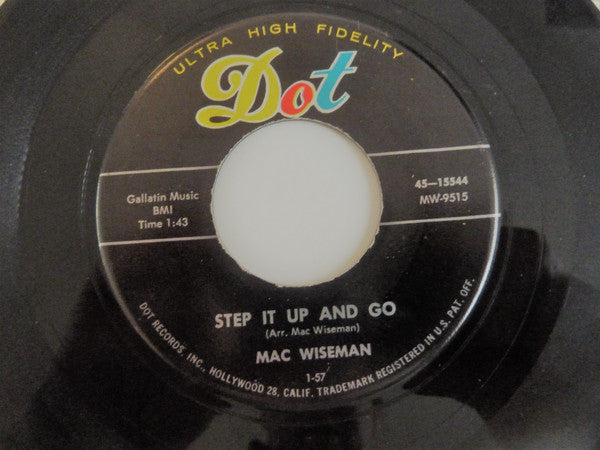 ULTRA HIGH FIDELITY
Dot
Gallatin Music
BMI
Time 1:43
45—15544
MW-9515
STEP IT UP AND GO
(Arr. Mac Wiseman)
MAC WISEMAN
1-57
DOT RECORDS, INC., HOLLYWOOD 28, CALIF. TRADEMARK REGISTERED IN U.S. PAT. OFF.